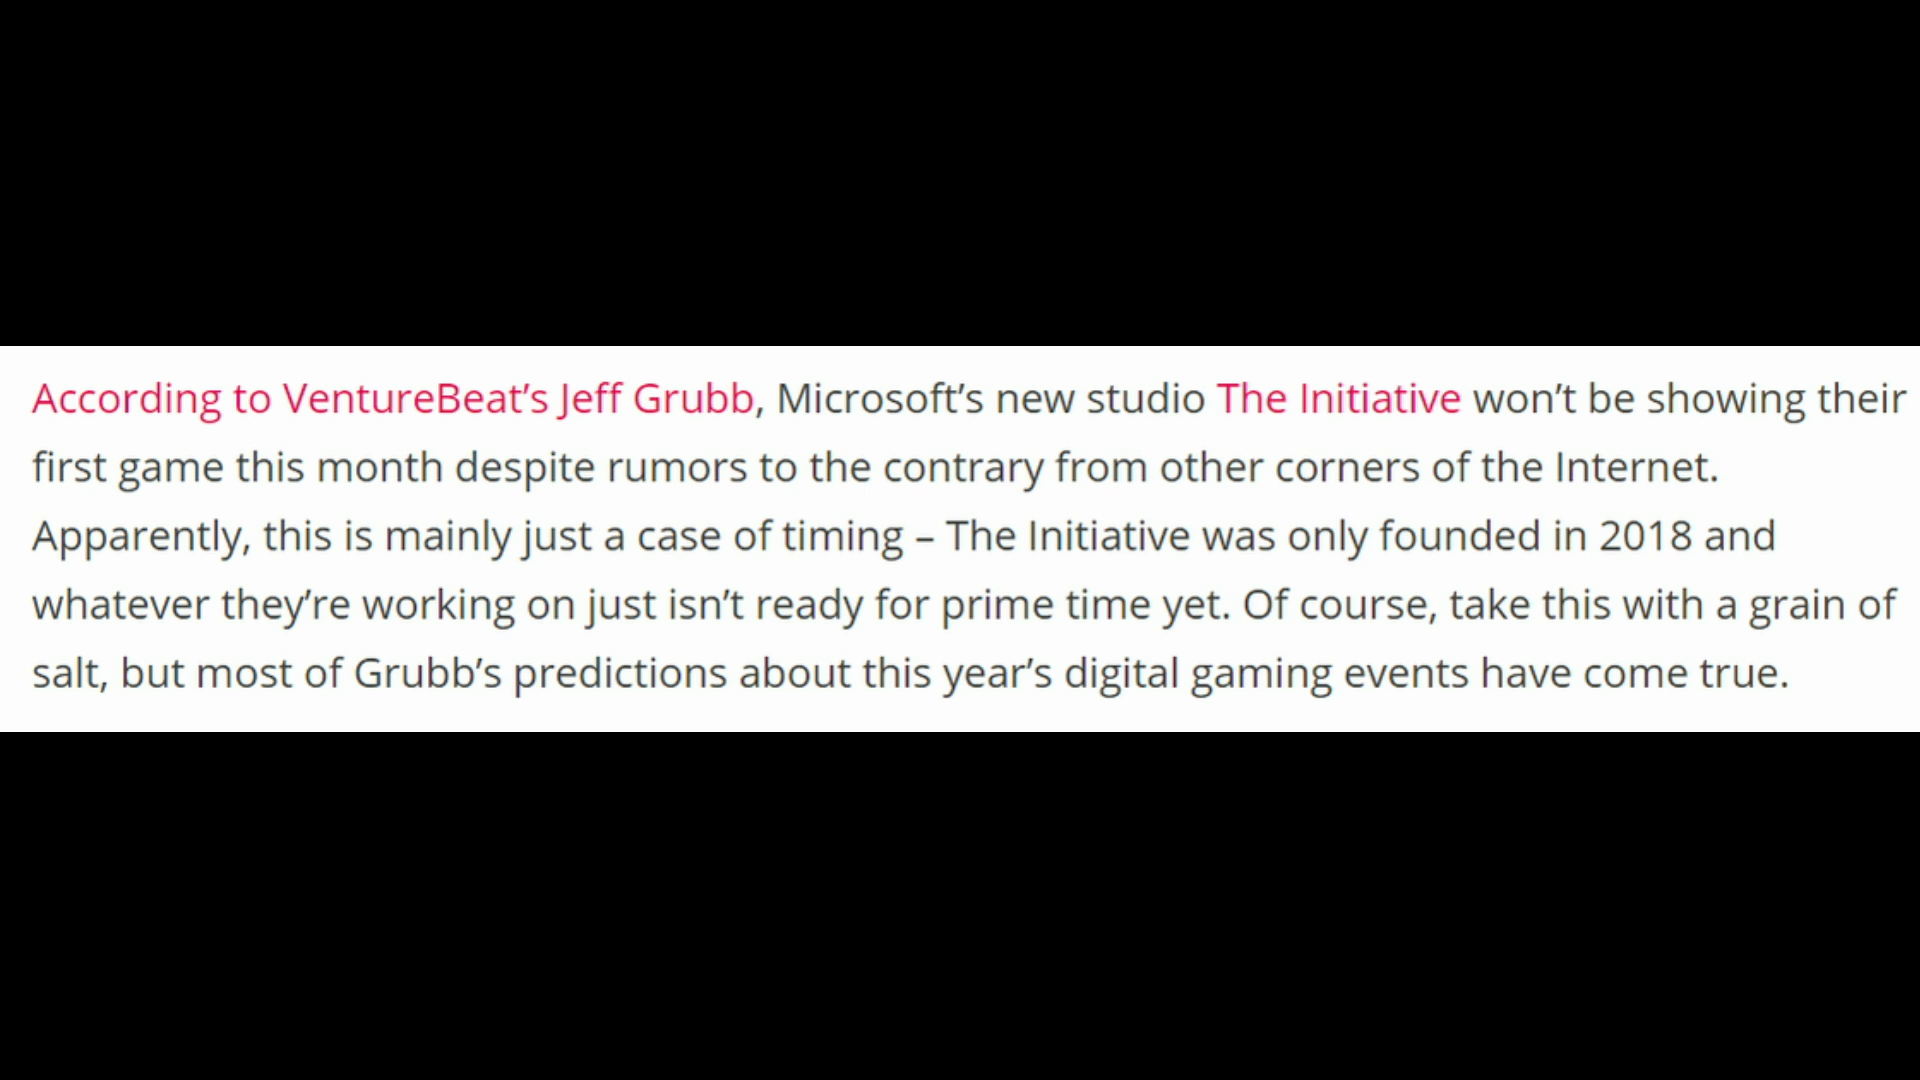 According to VentureBeat’s Jeff Grubb, Microsoft’s new studio The Initiative won’t be showing their
first game this month despite rumors to the contrary from other corners of the Internet.
Apparently, this is mainly just a case of timing – The Initiative was only founded in 2018 and
whatever they’re working on just isn’t ready for prime time yet. Of course, take this with a grain of
salt, but most of Grubb’s predictions about this year’s digital gaming events have come true.